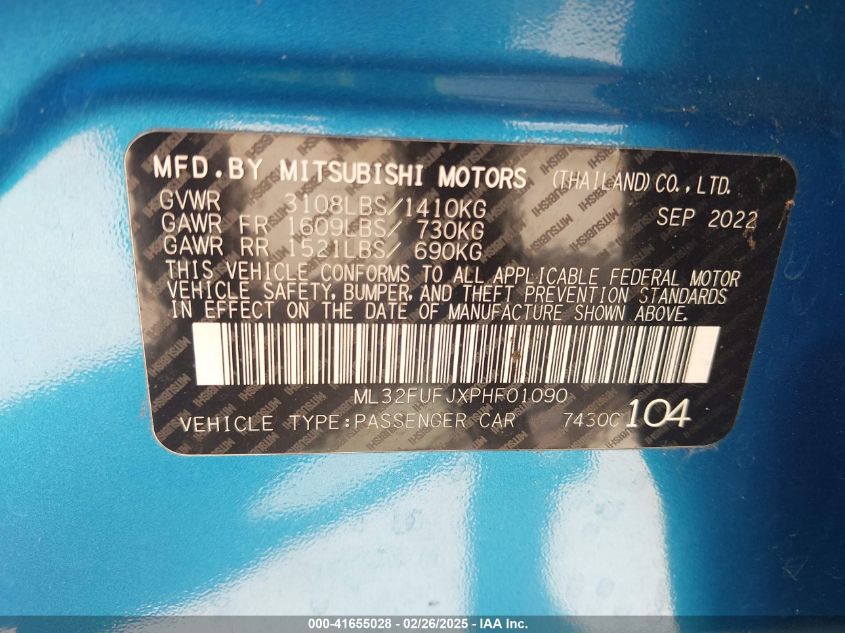 MFD.BY MITSUBISHI MOTORS (THAILAND) CO., LTD.
GVWR 3108LBS/1410KG SEP 2022
GAWR FR 1609LBS/ 730KG
GAWR RR 1521LBS/ 690KG
THIS VEHICLE CONFORMS TO ALL APPLICABLE FEDERAL MOTOR
VEHICLE SAFETY, BUMPER, AND THEFT PREVENTION STANDARDS
IN EFFECT ON THE DATE OF MANUFACTURE SHOWN ABOVE.
ML32FUFJXPHF01090
VEHICLE TYPE:PASSENGER CAR 7430C 104
000-41655028 - 02/26/2025 - IAA Inc.